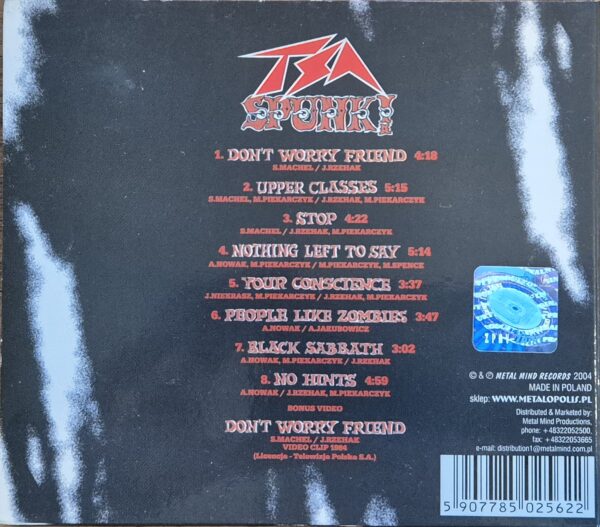 TSA
SPUNK!
1. DON'T WORRY FRIEND 4:18
S.MACHEL / J.RZEHAK
2. UPPER CLASSES 5:15
S.MACHEL, M.PIEKARCZYK / J.RZEHAK, M.PIEKARCZYK
3. STOP 4:22
S.MACHEL / J.RZEHAK, M.PIEKARCZYK
4. NOTHING LEFT TO SAY 5:14
A.NOWAK, M.PIEKARCZYK / J.RZEHAK, M.PIEKARCZYK, M.SPENCE
5. YOUR CONSCIENCE 3:37
J.NIEKRASZ, M.PIEKARCZYK / J.RZEHAK, M.PIEKARCZYK
6. PEOPLE LIKE ZOMBIES 3:47
A.NOWAK / A.JAKUBOWICZ
7. BLACK SABBATH 3:02
A.NOWAK, M.PIEKARCZYK / J.RZEHAK
8. NO HINTS 4:59
A.NOWAK / J.RZEHAK, M.PIEKARCZYK
BONUS VIDEO
DON'T WORRY FRIEND
S.MACHEL / J.RZEHAK
VIDEO CLIP 1984
(Licencja - Telewizja Polska S.A.)
© & ℗ METAL MIND RECORDS 2004
MADE IN POLAND
sklep: WWW.METALOPOLIS.PL
Distributed & Marketed by:
Metal Mind Productions,
phone: +48322052500,
fax: +48322053665
e-mail: distribution1@metalmind.com.pl
5 907785 025622